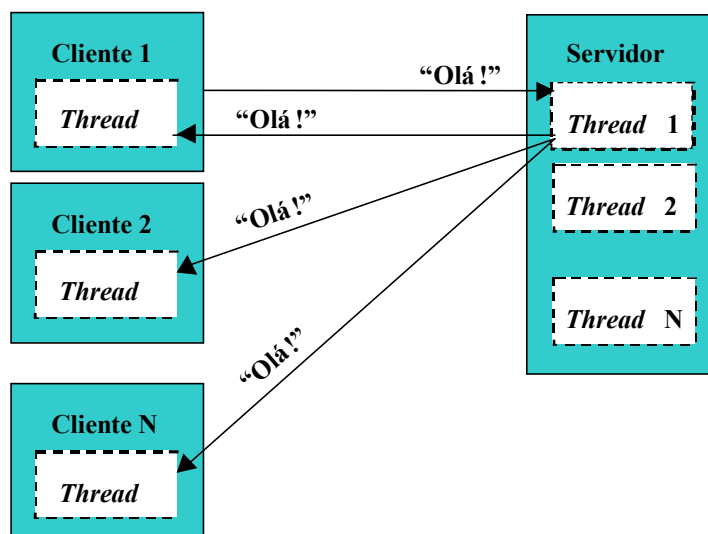 Cliente 1
Thread
Servidor
“Olá !”
Thread 1
“Olá !”
Thread 2
Cliente 2
Thread
“Olá !”
Thread N
“Olá !”
Cliente N
Thread